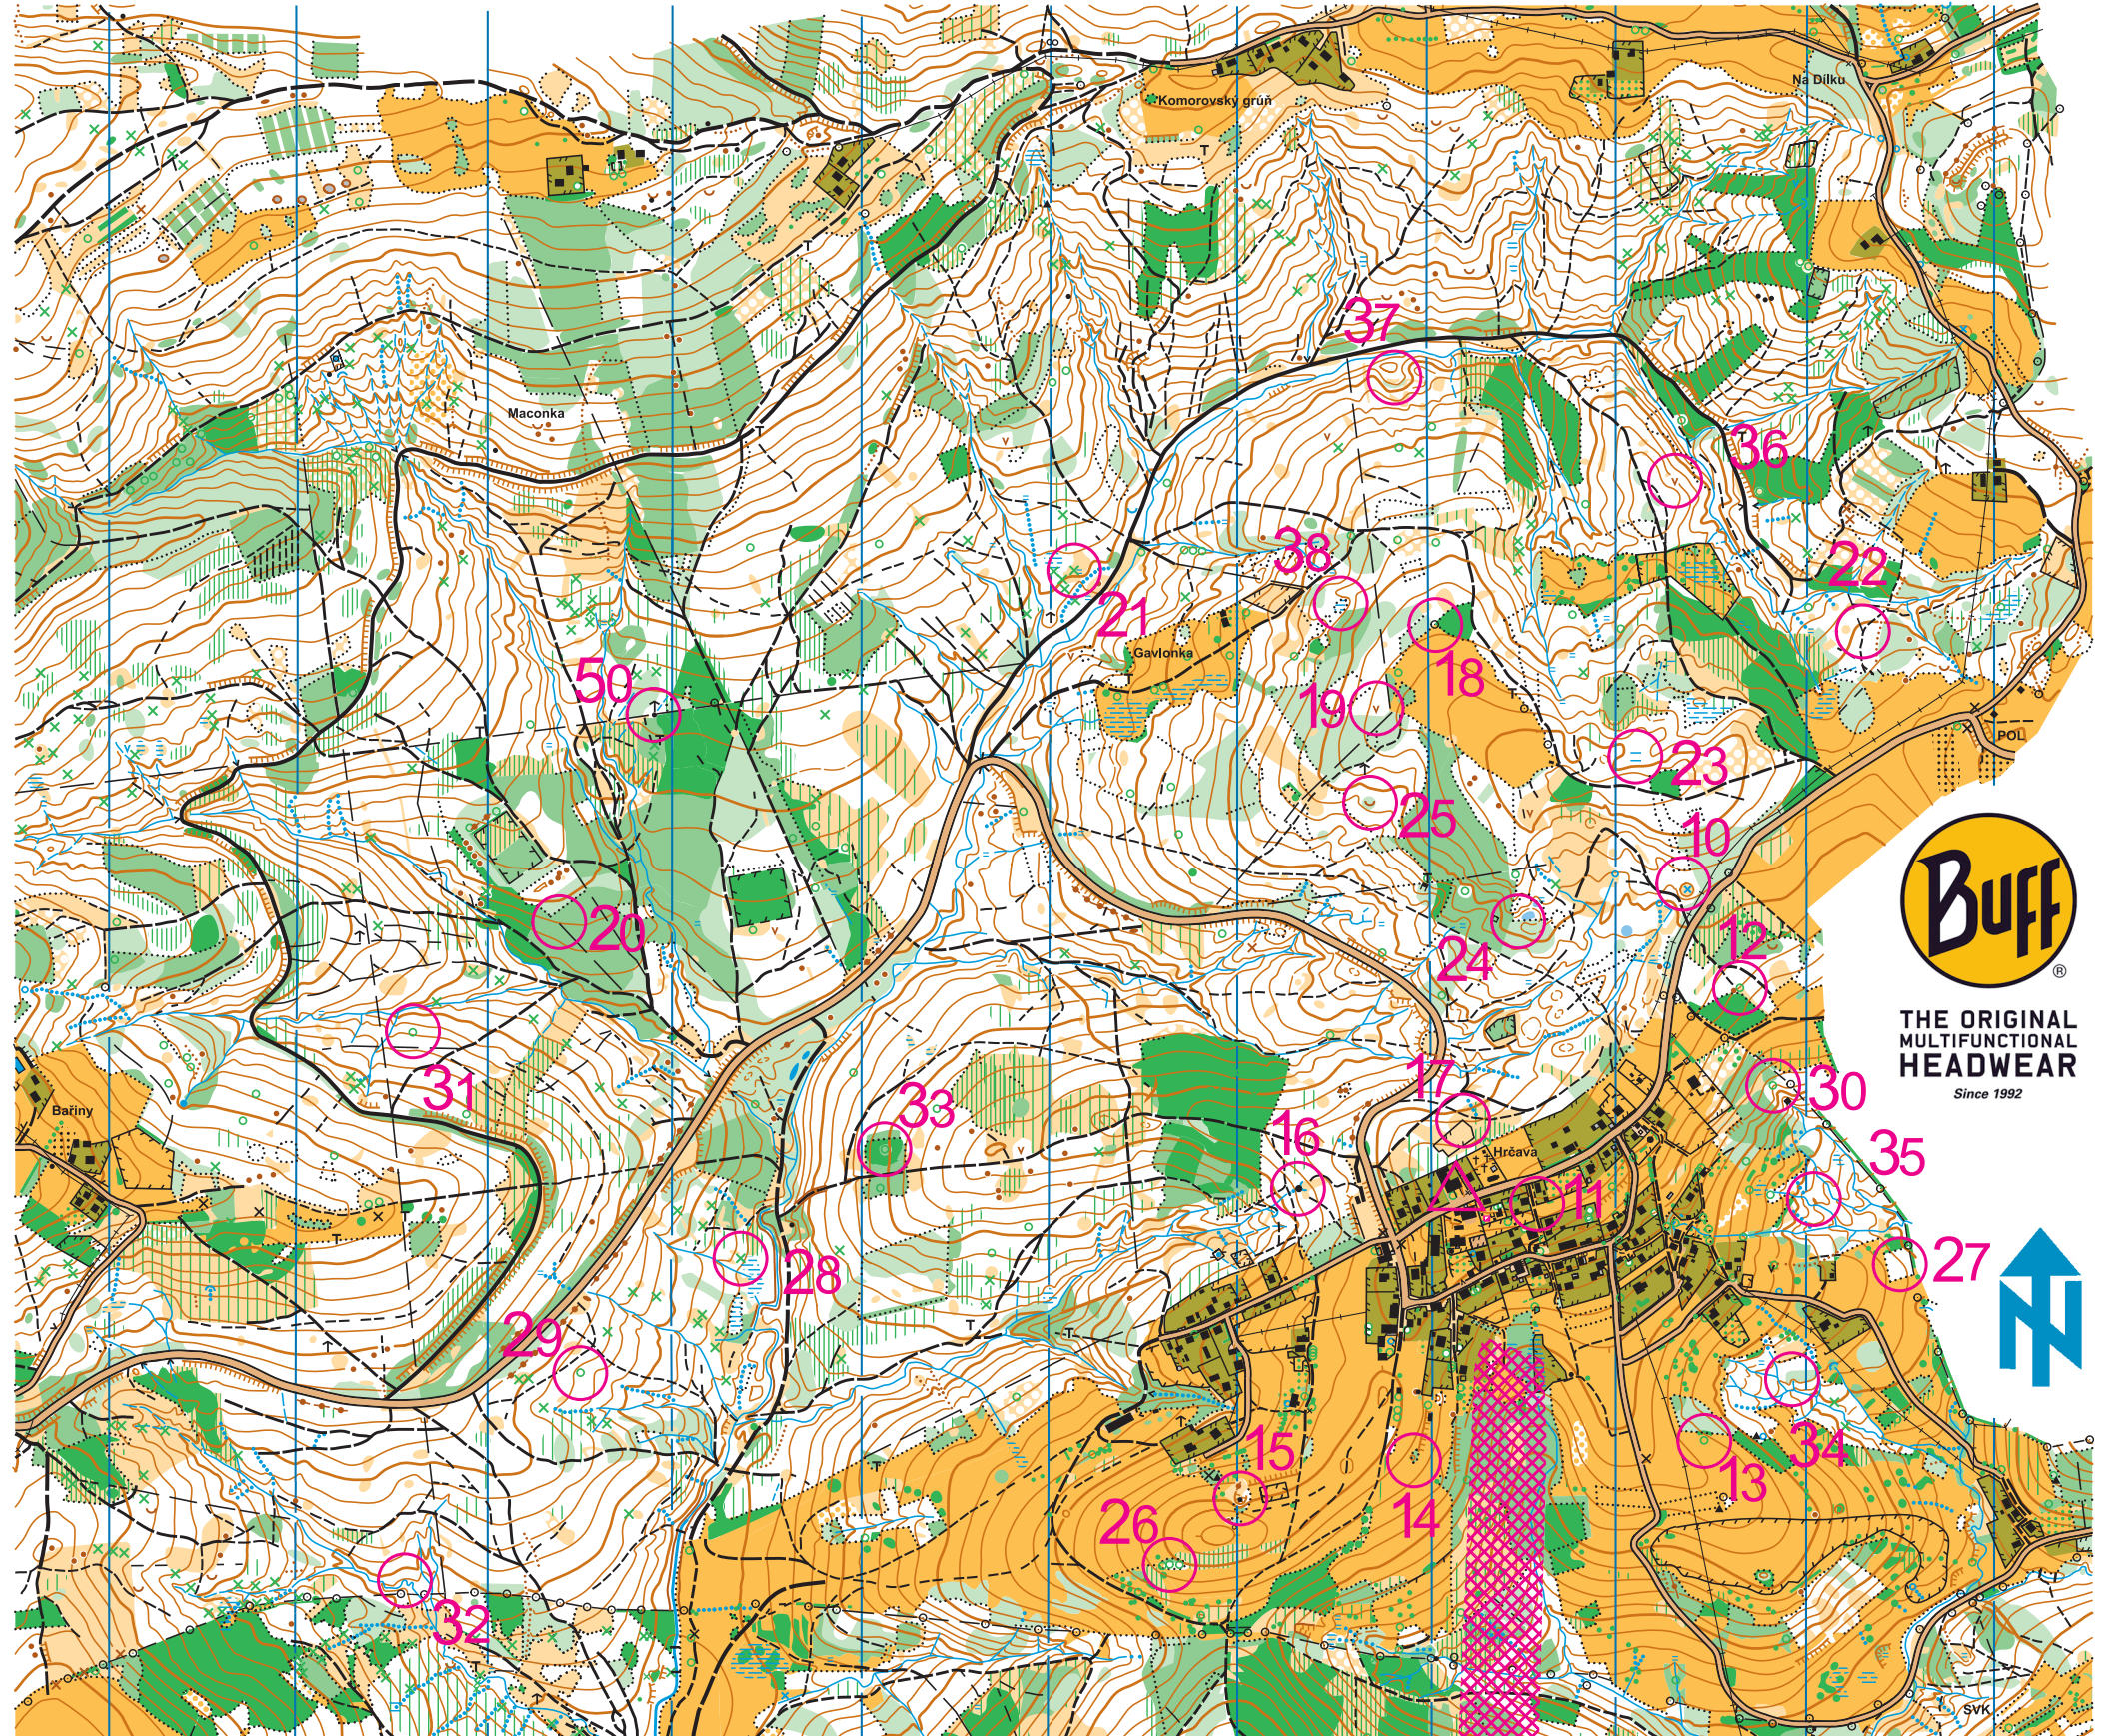 Na Dílku
Komorovský grúň
T
T
37
Maconka
T
36
38
22
21
Gavlonka
18
50
19
T
POL
23
25
10
BUFF
®
20
24
12
THE ORIGINAL
MULTIFUNCTIONAL
HEADWEAR
Since 1992
31
17
30
Bařiny
33
16
Hrčava
35
11
T
28
27
N
29
T
T
34
15
13
T
14
26
32
SVK